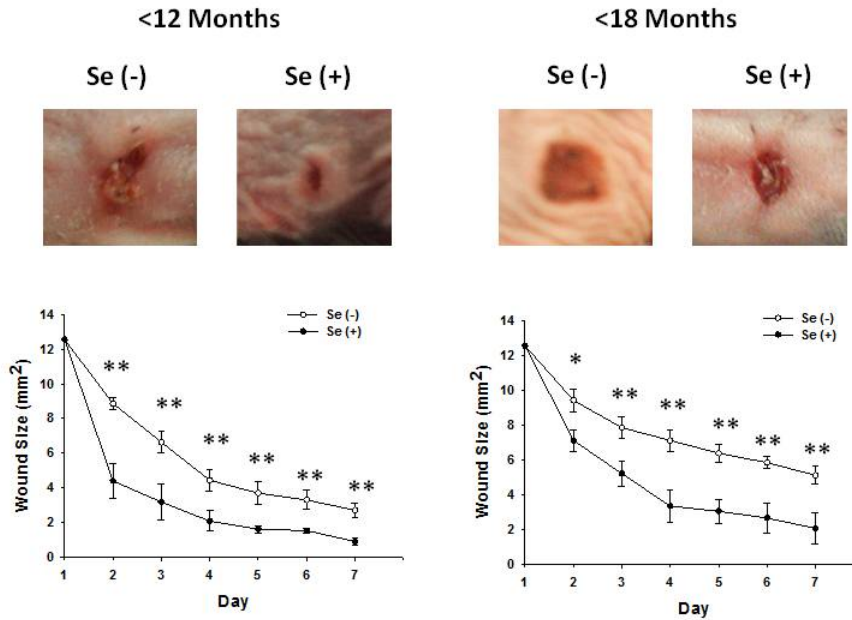 <12 Months
<18 Months
Se (-)
Se (+)
Se (-)
Se (+)
Wound Size (mm²)
14
12
10
8
6
4
2
0
Se (-)
Se (+)
**
**
**
**
**
**
1 2 3 4 5 6 7
Day
Wound Size (mm²)
14
12
10
8
6
4
2
0
Se (-)
Se (+)
*
**
**
**
**
**
1 2 3 4 5 6 7
Day